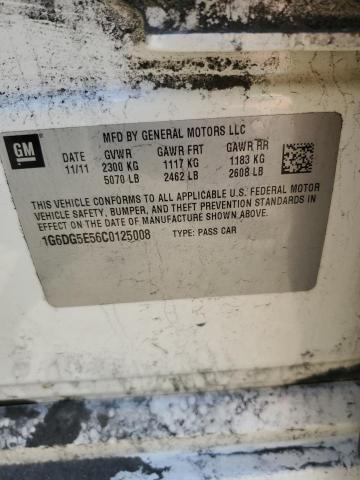 GM
MFD BY GENERAL MOTORS LLC
DATE GVWR GAWR FRT GAWR RR
11/11 2300 KG 1117 KG 1183 KG
5070 LB 2462 LB 2608 LB
THIS VEHICLE CONFORMS TO ALL APPLICABLE U.S. FEDERAL MOTOR
VEHICLE SAFETY, BUMPER, AND THEFT PREVENTION STANDARDS IN
EFFECT ON THE DATE OF MANUFACTURE SHOWN ABOVE.
1G6DG5E56C0125008 TYPE: PASS CAR